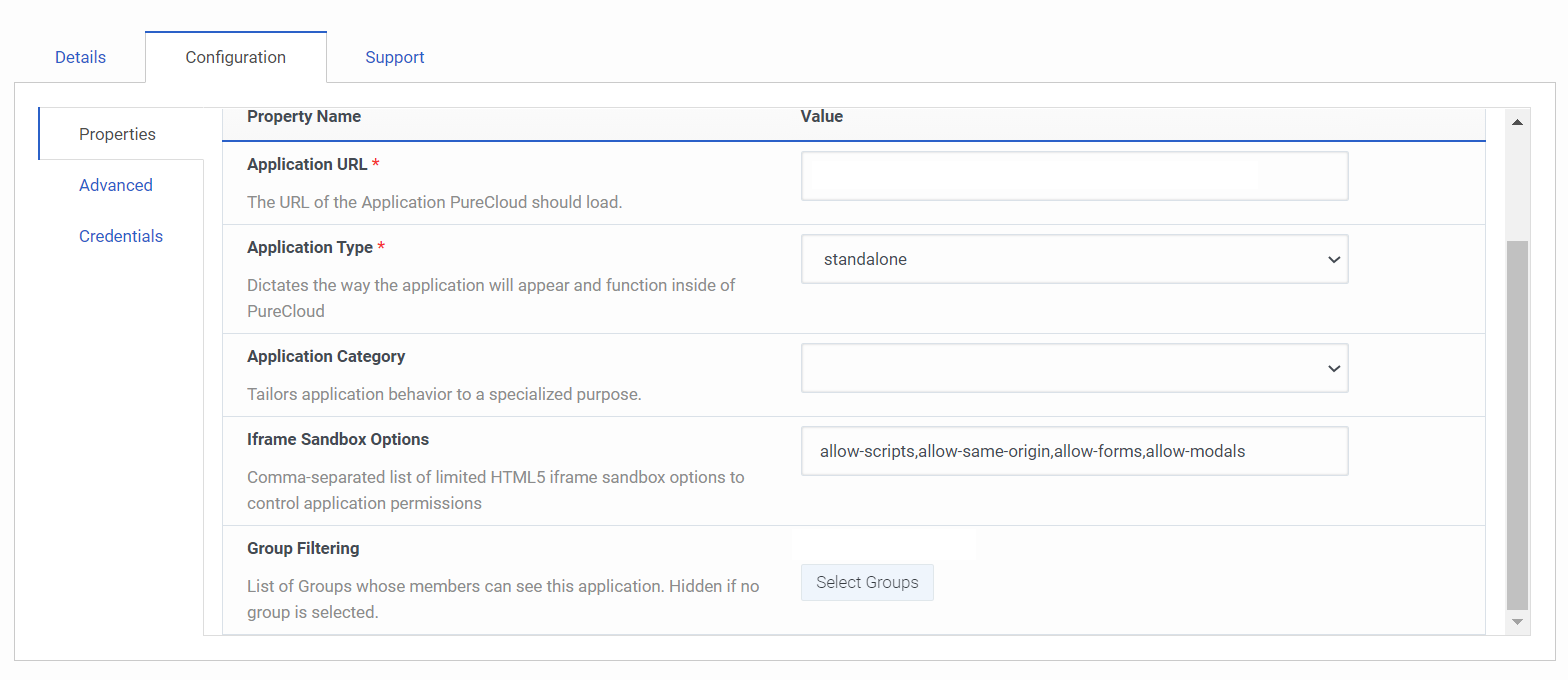 Details
Configuration
Support
Properties
Advanced
Credentials
Property Name Value
Application URL *
The URL of the Application PureCloud should load.
Application Type *
standalone
Dictates the way the application will appear and function inside of
PureCloud
Application Category
Tailors application behavior to a specialized purpose.
Iframe Sandbox Options
allow-scripts,allow-same-origin,allow-forms,allow-modals
Comma-separated list of limited HTML5 iframe sandbox options to
control application permissions
Group Filtering
Select Groups
List of Groups whose members can see this application. Hidden if no
group is selected.